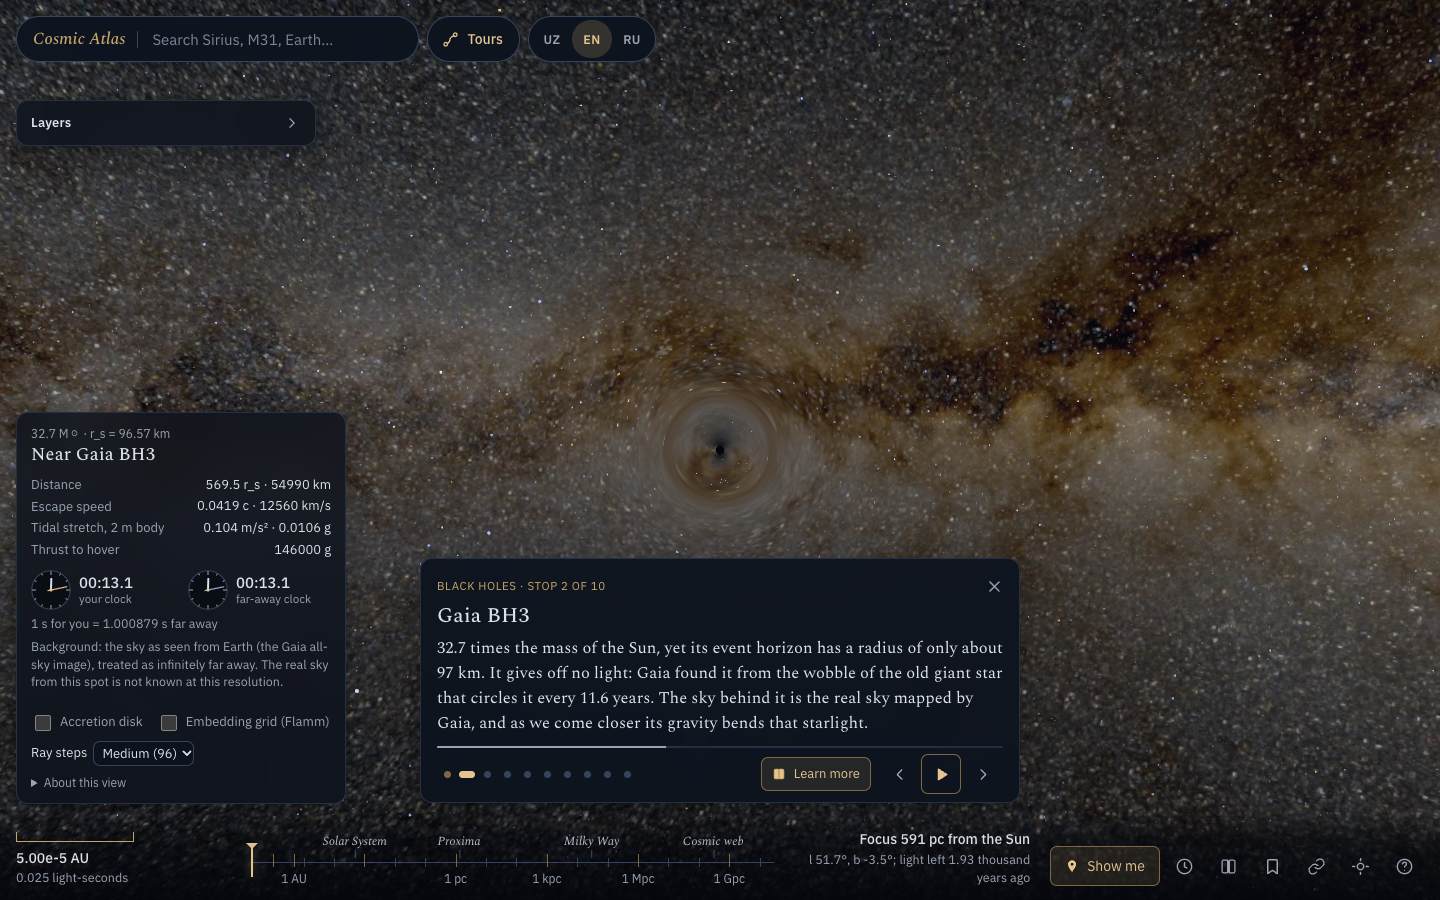 Cosmic Atlas
Search Sirius, M31, Earth...
Tours
UZ EN RU
Layers
32.7 M☉ · r_s = 96.57 km
Near Gaia BH3
Distance 569.5 r_s · 54990 km
Escape speed 0.0419 c · 12560 km/s
Tidal stretch, 2 m body 0.104 m/s² · 0.0106 g
Thrust to hover 146000 g
00:13.1 your clock
00:13.1 far-away clock
1 s for you = 1.000879 s far away
Background: the sky as seen from Earth (the Gaia all-
sky image), treated as infinitely far away. The real sky
from this spot is not known at this resolution.
Accretion disk Embedding grid (Flamm)
Ray steps Medium (96)
About this view
BLACK HOLES · STOP 2 OF 10
Gaia BH3
32.7 times the mass of the Sun, yet its event horizon has a radius of only about
97 km. It gives off no light: Gaia found it from the wobble of the old giant star
that circles it every 11.6 years. The sky behind it is the real sky mapped by
Gaia, and as we come closer its gravity bends that starlight.
Learn more
5.00e-5 AU
0.025 light-seconds
Solar System Proxima Milky Way Cosmic web
1 AU 1 pc 1 kpc 1 Mpc 1 Gpc
Focus 591 pc from the Sun
l 51.7°, b -3.5°; light left 1.93 thousand
years ago
Show me